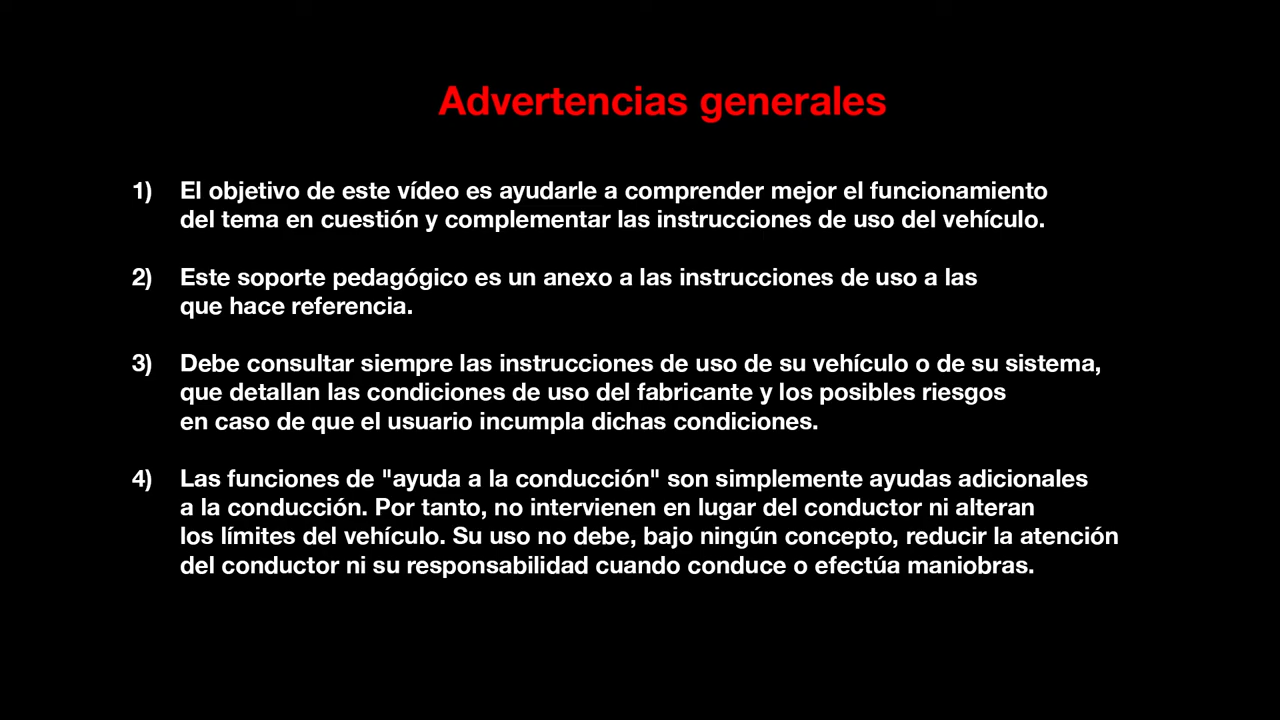 Advertencias generales
1) El objetivo de este vídeo es ayudarle a comprender mejor el funcionamiento
del tema en cuestión y complementar las instrucciones de uso del vehículo.
2) Este soporte pedagógico es un anexo a las instrucciones de uso a las
que hace referencia.
3) Debe consultar siempre las instrucciones de uso de su vehículo o de su sistema,
que detallan las condiciones de uso del fabricante y los posibles riesgos
en caso de que el usuario incumpla dichas condiciones.
4) Las funciones de "ayuda a la conducción" son simplemente ayudas adicionales
a la conducción. Por tanto, no intervienen en lugar del conductor ni alteran
los límites del vehículo. Su uso no debe, bajo ningún concepto, reducir la atención
del conductor ni su responsabilidad cuando conduce o efectúa maniobras.